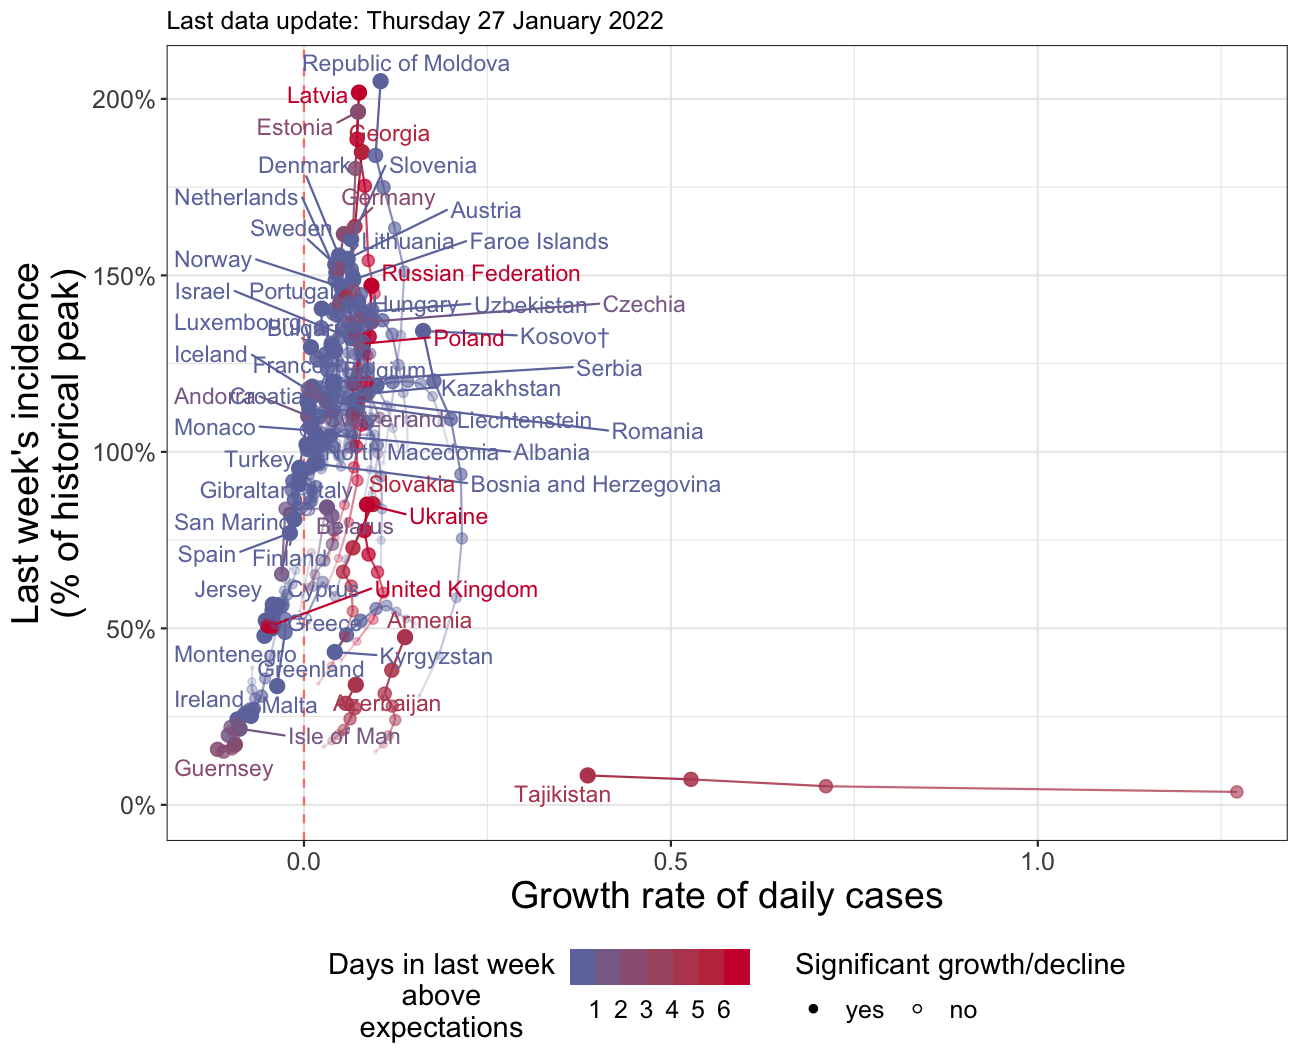 Last data update: Thursday 27 January 2022
Last week's incidence
(% of historical peak)
200%
150%
100%
50%
0%
Republic of Moldova
Latvia
Estonia
Georgia
Denmark
Slovenia
Netherlands
Germany
Austria
Sweden
Lithuania
Faroe Islands
Norway
Russian Federation
Israel
Portugal
Hungary
Uzbekistan
Czechia
Luxembourg
Bulgaria
Poland
Kosovo†
Iceland
France
Belgium
Serbia
Andorra
Croatia
Kazakhstan
Switzerland
Liechtenstein
Monaco
Romania
Turkey
North Macedonia
Albania
Gibraltar
Italy
Slovakia
Bosnia and Herzegovina
San Marino
Belarus
Ukraine
Spain
Finland
Jersey
Cyprus
United Kingdom
Greece
Armenia
Montenegro
Greenland
Kyrgyzstan
Ireland
Malta
Azerbaijan
Isle of Man
Guernsey
Tajikistan
0.0
0.5
1.0
Growth rate of daily cases
Days in last week
above
expectations
1 2 3 4 5 6
Significant growth/decline
yes
no